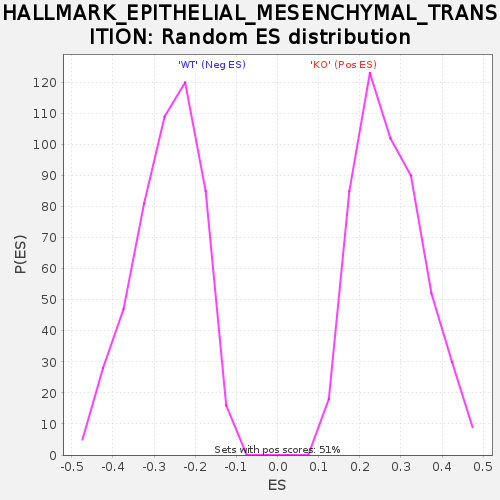 HALLMARK_EPITHELIAL_MESENCHYMAL_TRANS
ITION: Random ES distribution
'WT' (Neg ES)
'KO' (Pos ES)
P(ES)
120
110
100
90
80
70
60
50
40
30
20
10
0
Sets with pos scores: 51%
-0.5 -0.4 -0.3 -0.2 -0.1 0.0 0.1 0.2 0.3 0.4 0.5
ES